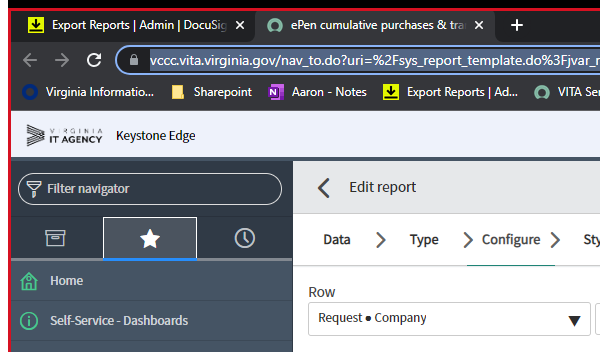 Export Reports | Admin | DocuSig
ePen cumulative purchases & tra
vccc.vita.virginia.gov/nav_to.do?uri=%2Fsys_report_template.do%3Fjvar_
Virginia Informatio...
Sharepoint
Aaron - Notes
Export Reports | Ad...
VITA Ser
VIRGINIA
IT AGENCY
Keystone Edge
Filter navigator
Edit report
Data
Type
Configure
Sty
Home
Self-Service - Dashboards
Row
Request • Company